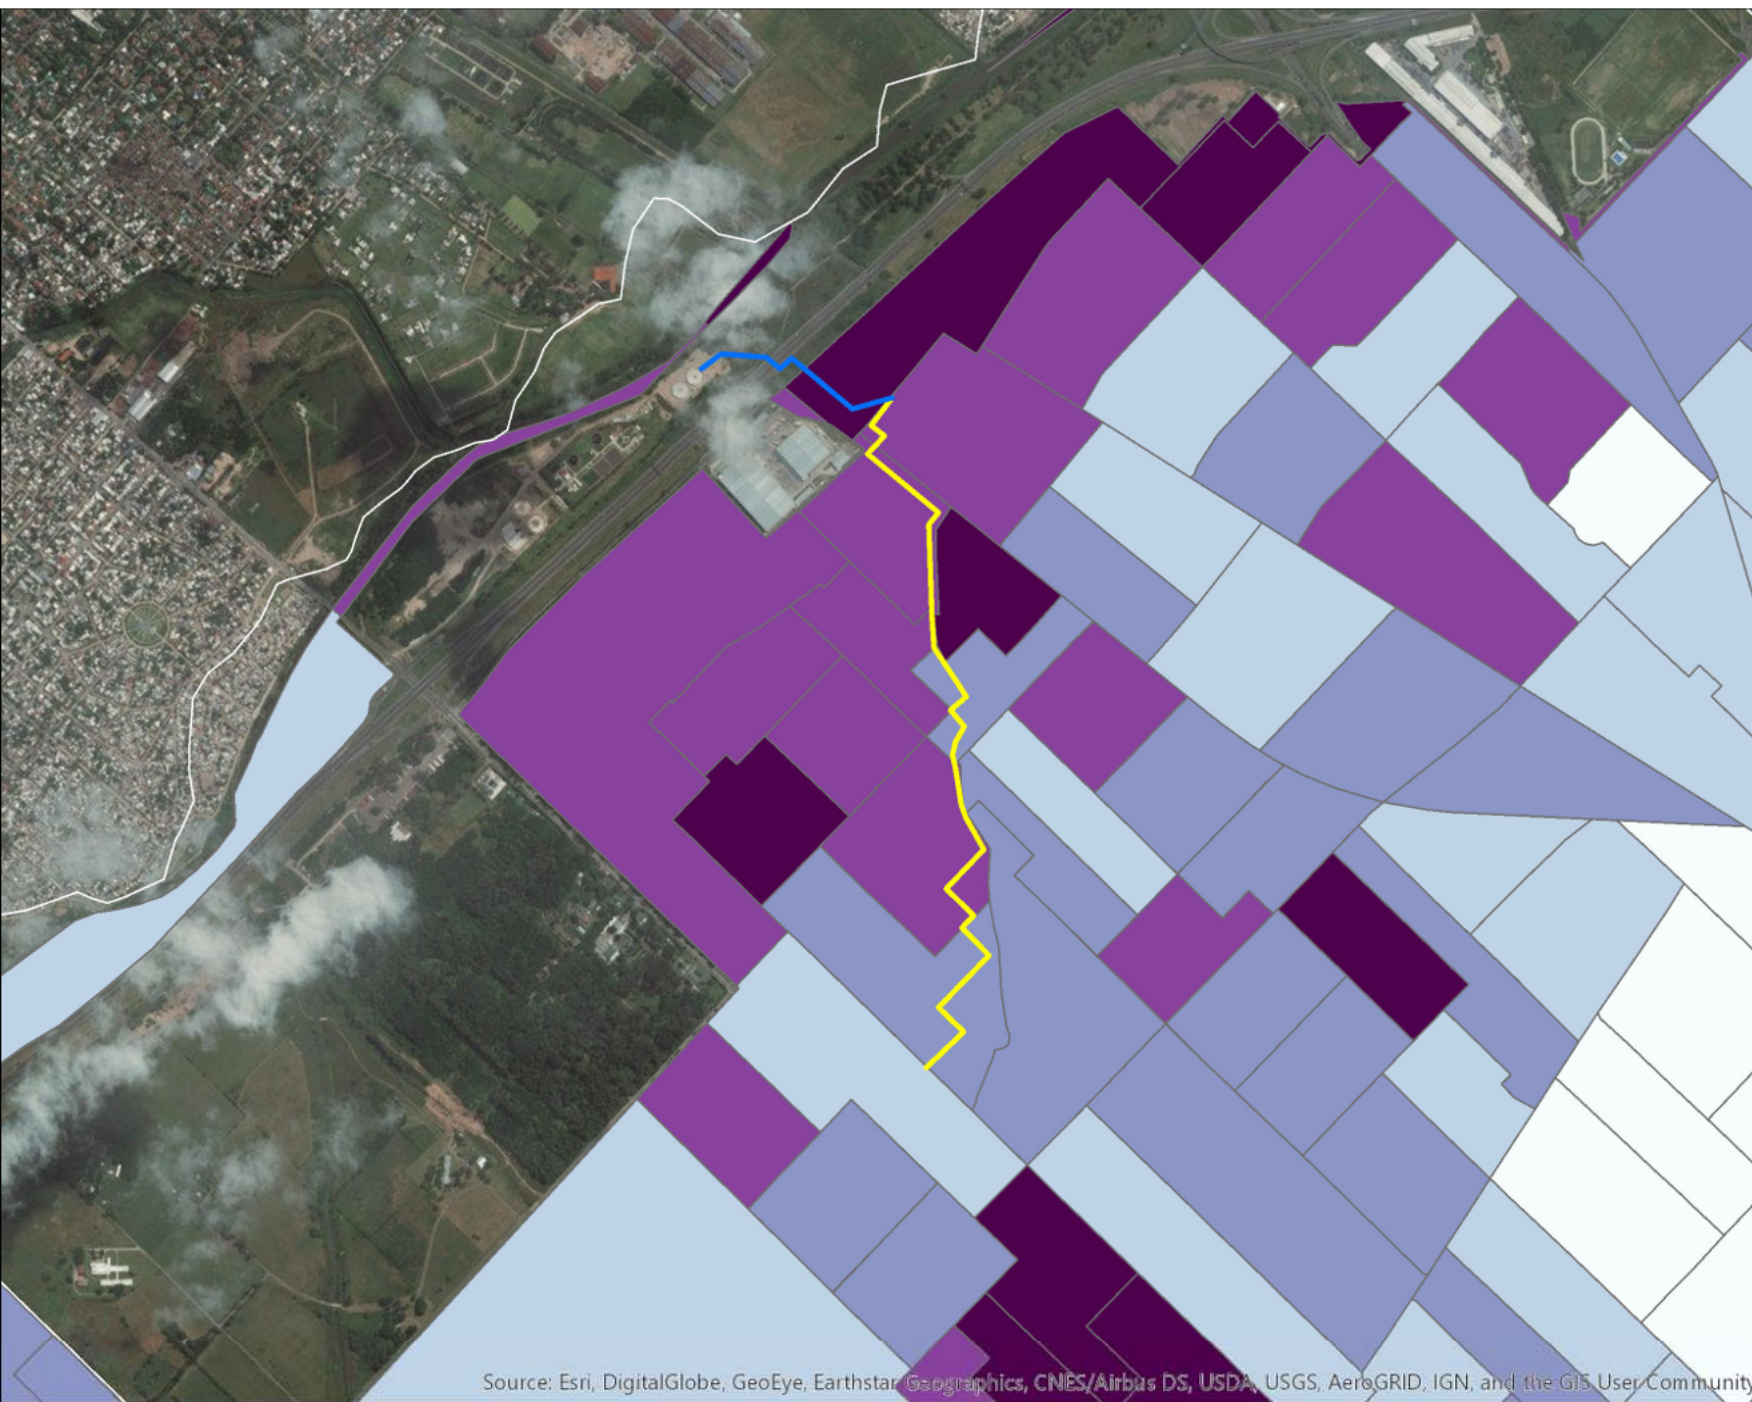 Source: Esri, DigitalGlobe, GeoEye, Earthstar Geographics, CNES/Airbus DS, USDA, USGS, AeroGRID, IGN, and the GIS User Community